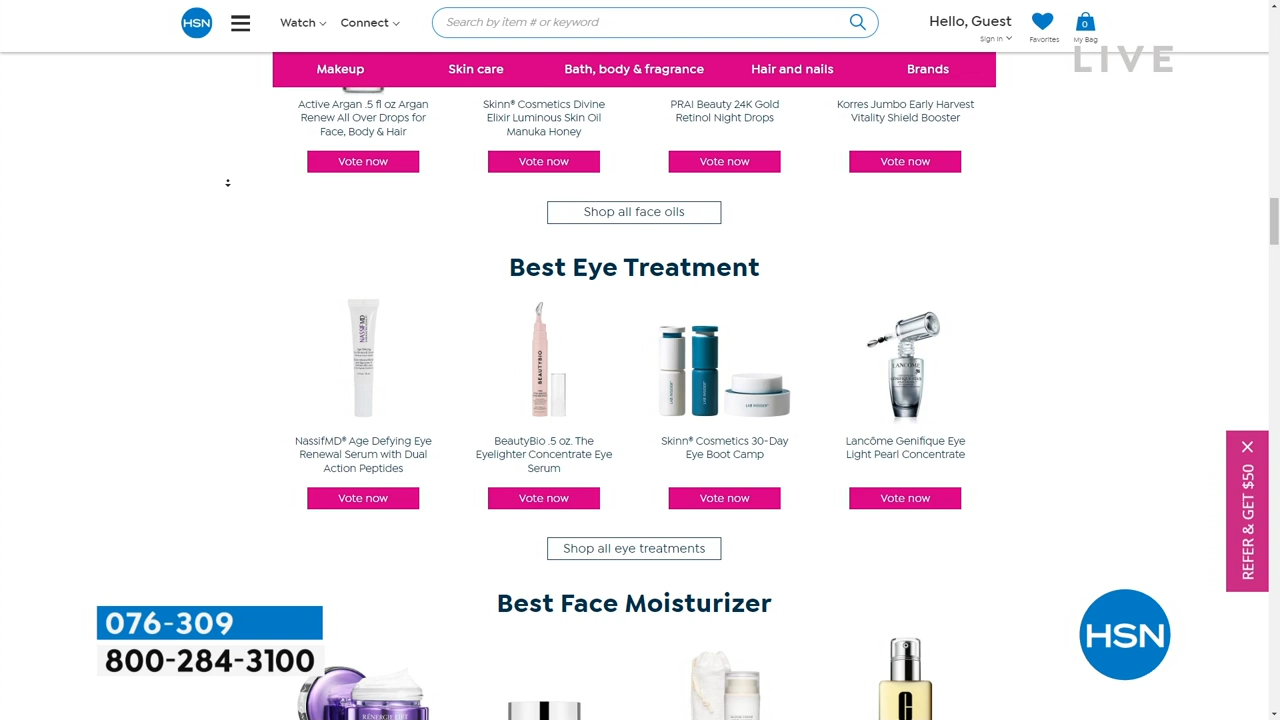 HSN
Watch
Connect
Search by item # or keyword
Hello, Guest
Sign In
Favorites
0
My Bag
LIVE
Makeup
Skin care
Bath, body & fragrance
Hair and nails
Brands
Active Argan .5 fl oz Argan
Renew All Over Drops for
Face, Body & Hair
Vote now
Skinn® Cosmetics Divine
Elixir Luminous Skin Oil
Manuka Honey
Vote now
PRAI Beauty 24K Gold
Retinol Night Drops
Vote now
Korres Jumbo Early Harvest
Vitality Shield Booster
Vote now
Shop all face oils
Best Eye Treatment
NASSIFMD
BEAUTYBIO
LANCÔME
NassifMD® Age Defying Eye
Renewal Serum with Dual
Action Peptides
Vote now
BeautyBio .5 oz. The
Eyelighter Concentrate Eye
Serum
Vote now
Skinn® Cosmetics 30-Day
Eye Boot Camp
Vote now
Lancôme Genifique Eye
Light Pearl Concentrate
Vote now
Shop all eye treatments
Best Face Moisturizer
REFER & GET $50
076-309
800-284-3100
HSN